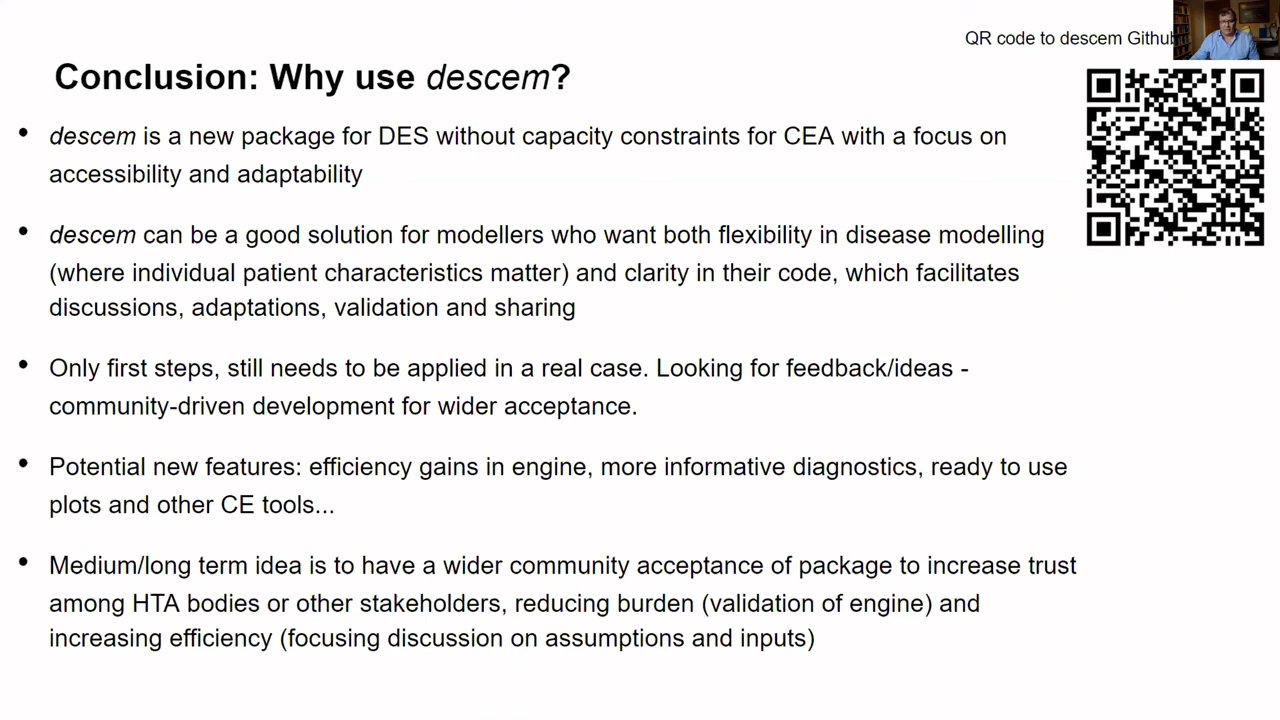 QR code to descem Github
Conclusion: Why use descem?
• descem is a new package for DES without capacity constraints for CEA with a focus on
accessibility and adaptability
• descem can be a good solution for modellers who want both flexibility in disease modelling
(where individual patient characteristics matter) and clarity in their code, which facilitates
discussions, adaptations, validation and sharing
• Only first steps, still needs to be applied in a real case. Looking for feedback/ideas -
community-driven development for wider acceptance.
• Potential new features: efficiency gains in engine, more informative diagnostics, ready to use
plots and other CE tools...
• Medium/long term idea is to have a wider community acceptance of package to increase trust
among HTA bodies or other stakeholders, reducing burden (validation of engine) and
increasing efficiency (focusing discussion on assumptions and inputs)